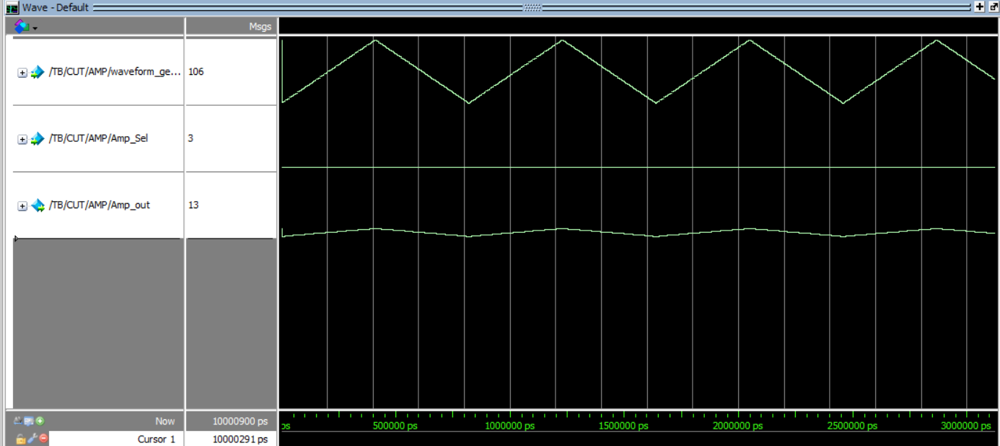 Wave - Default
Msgs
/TB/CUT/AMP/waveform_ge... 106
/TB/CUT/AMP/Amp_Sel 3
/TB/CUT/AMP/Amp_out 13
Now 10000900 ps
ps 500000 ps 1000000 ps 1500000 ps 2000000 ps 2500000 ps 3000000 ps
Cursor 1 10000291 ps